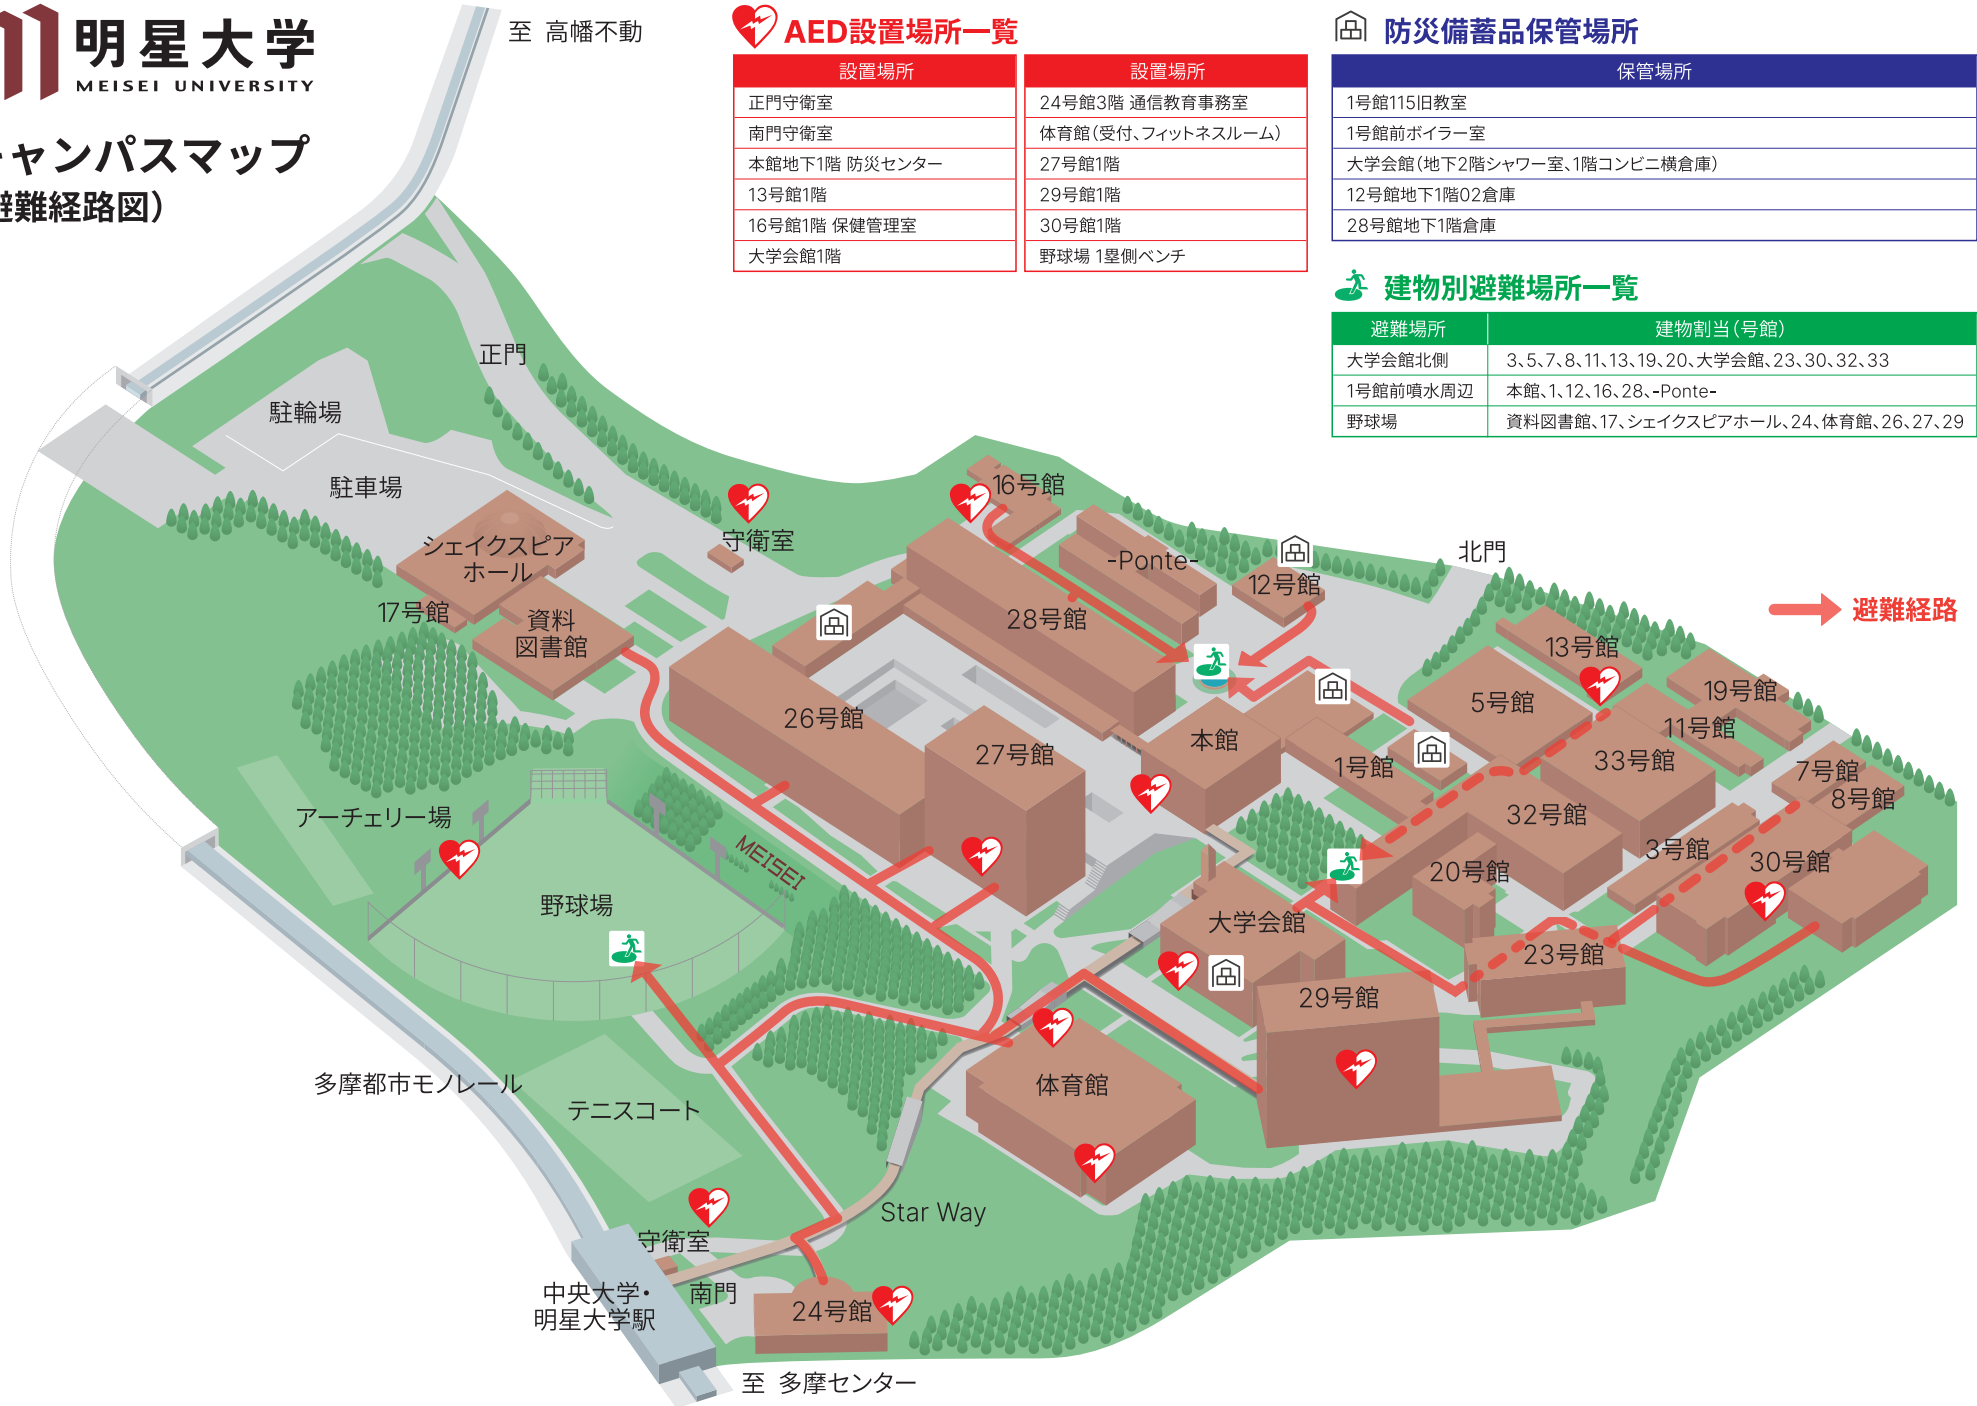 明星大学
MEISEI UNIVERSITY
キャンパスマップ
避難経路図）
至 高幡不動
AED設置場所一覧
設置場所
正門守衛室
南門守衛室
本館地下1階 防災センター
13号館1階
16号館1階 保健管理室
大学会館1階
設置場所
24号館3階 通信教育事務室
体育館（受付、フィットネスルーム）
27号館1階
29号館1階
30号館1階
野球場 1塁側ベンチ
防災備蓄品保管場所
保管場所
1号館115旧教室
1号館前ボイラー室
大学会館（地下2階シャワー室、1階コンビニ横倉庫）
12号館地下1階02倉庫
28号館地下1階倉庫
建物別避難場所一覧
避難場所 建物割当（号館）
大学会館北側 3、5、7、8、11、13、19、20、大学会館、23、30、32、33
1号館前噴水周辺 本館、1、12、16、28、-Ponte-
野球場 資料図書館、17、シェイクスピアホール、24、体育館、26、27、29
避難経路
正門
駐輪場
駐車場
守衛室
シェイクスピア
ホール
17号館
資料
図書館
16号館
-Ponte-
12号館
北門
28号館
13号館
19号館
5号館
11号館
26号館
27号館
本館
1号館
33号館
7号館
8号館
32号館
3号館
30号館
20号館
アーチェリー場
MEISEI
野球場
大学会館
23号館
29号館
体育館
多摩都市モノレール
テニスコート
Star Way
守衛室
南門
中央大学・
明星大学駅
24号館
至 多摩センター